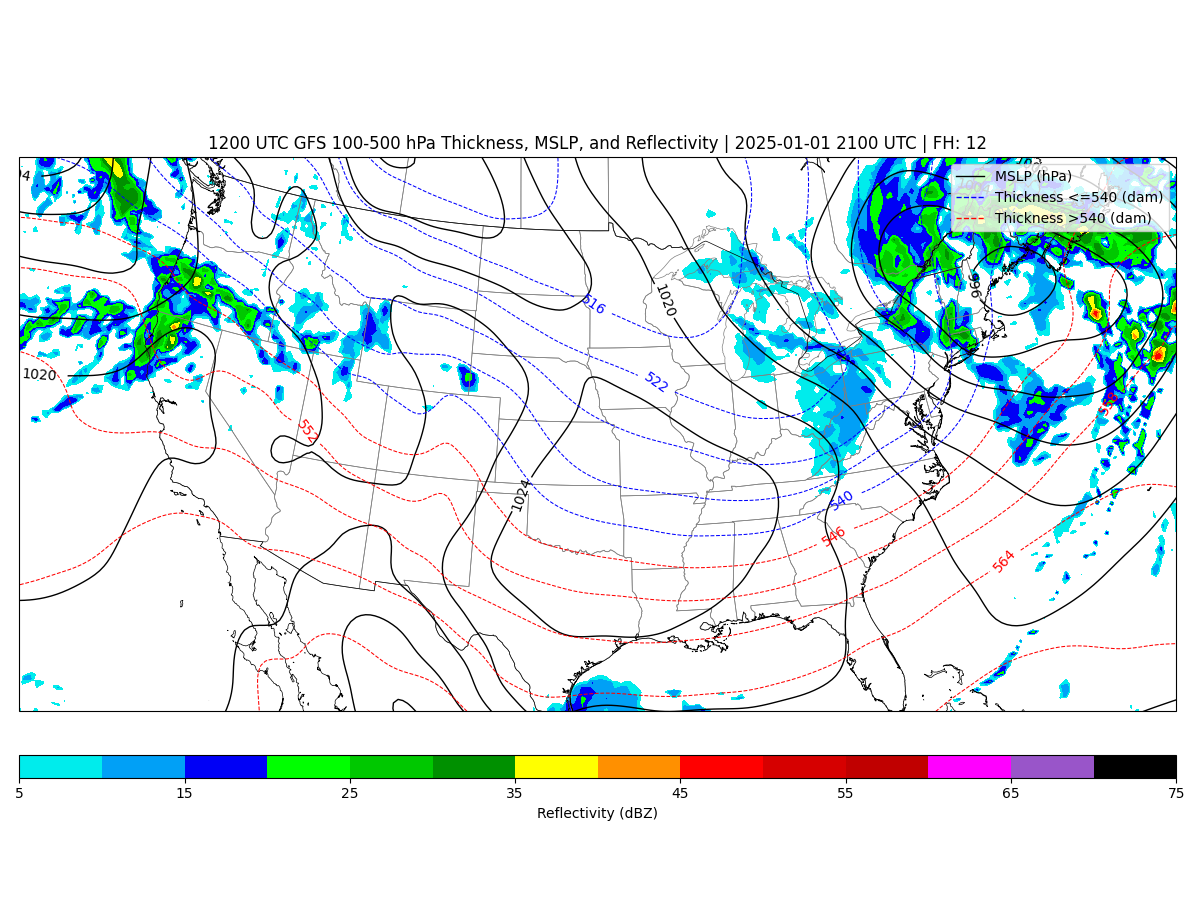 1200 UTC GFS 100-500 hPa Thickness, MSLP, and Reflectivity | 2025-01-01 2100 UTC | FH: 12
MSLP (hPa)
Thickness <=540 (dam)
Thickness >540 (dam)
996
1020
516
1020
522
552
1024
540
546
564
5 15 25 35 45 55 65 75
Reflectivity (dBZ)